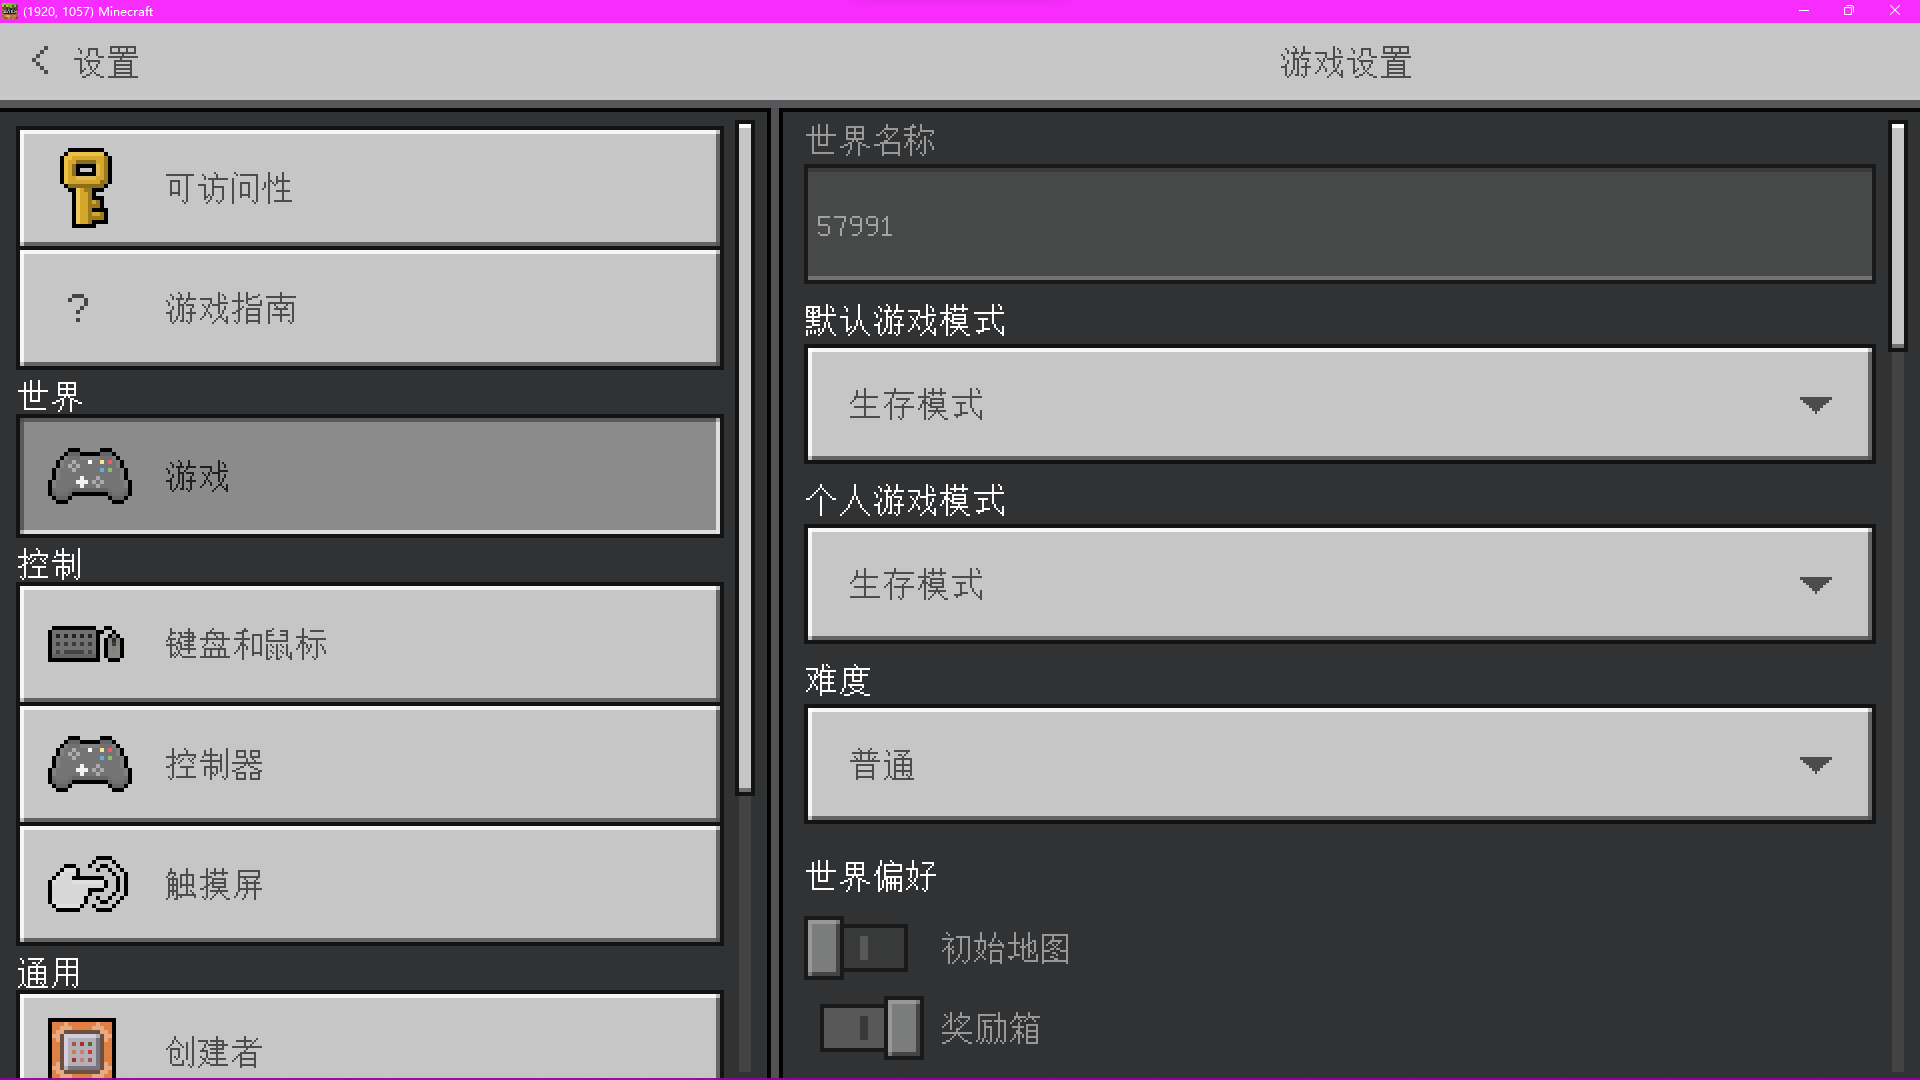 (1920, 1057) Minecraft
设置
游戏设置
可访问性
? 游戏指南
世界
游戏
控制
键盘和鼠标
控制器
触摸屏
通用
创建者
世界名称
57991
默认游戏模式
生存模式
个人游戏模式
生存模式
难度
普通
世界偏好
初始地图
奖励箱